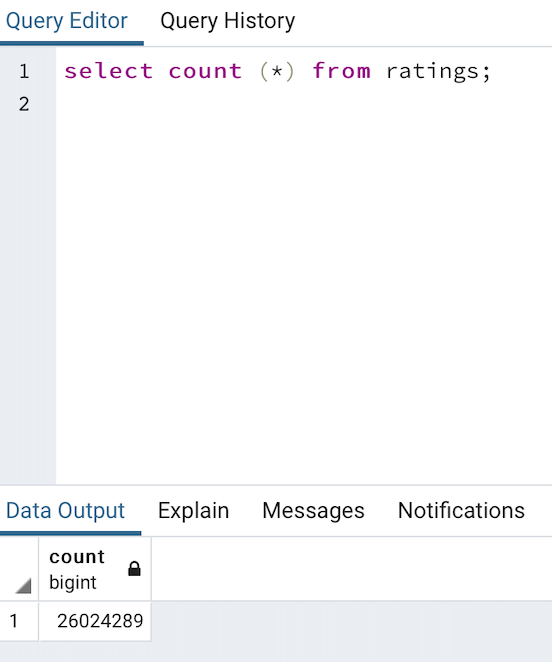 Query Editor Query History
1 select count (*) from ratings;
2
Data Output Explain Messages Notifications
count
bigint
1 26024289